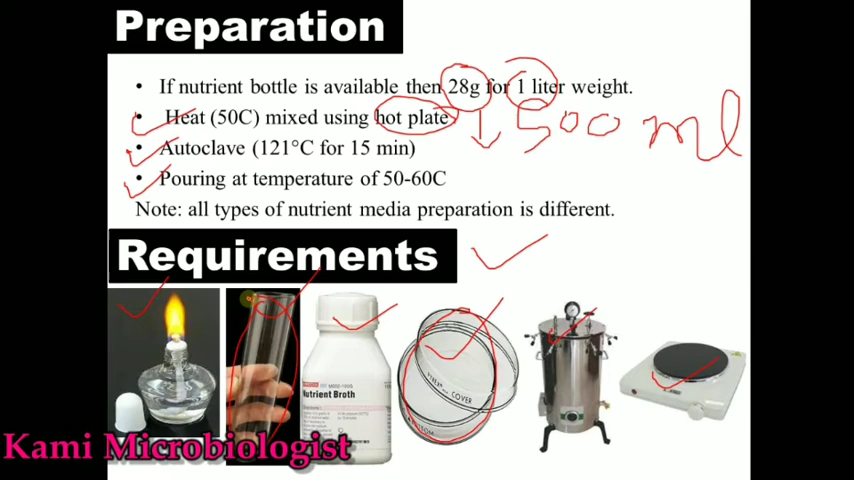 Preparation
• If nutrient bottle is available then 28g for 1 liter weight.
• Heat (50C) mixed using hot plate
500 ml
• Autoclave (121°C for 15 min)
• Pouring at temperature of 50-60C
Note: all types of nutrient media preparation is different.
Requirements
Nutrient Broth
COVER
Kami Microbiologist